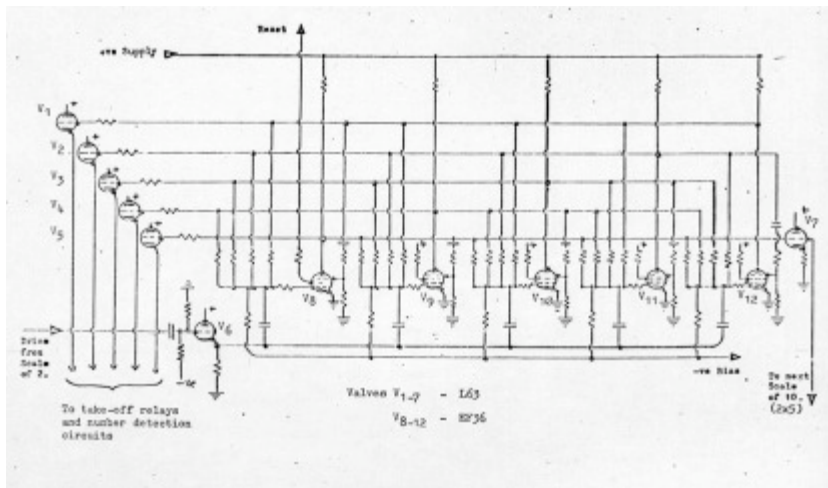 Reset
+ve Supply
V1
V2
V3
V4
V5
V6
V7
V8
V9
V10
V11
V12
Drive
from
Scale
of 2.
-ve
-ve Bias
To take-off relays
and number detection
circuits
Valves V1-7 - L63
V8-12 - EF36
To next
Scale
of 10.
(2x5)